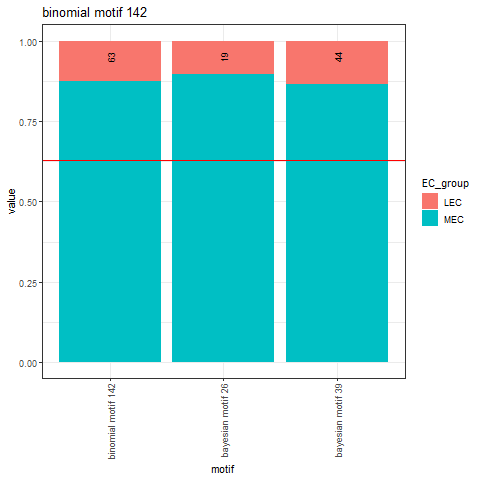 binomial motif 142
1.00
0.75
0.50
0.25
0.00
value
63
19
44
binomial motif 142
bayesian motif 26
bayesian motif 39
motif
EC_group
LEC
MEC